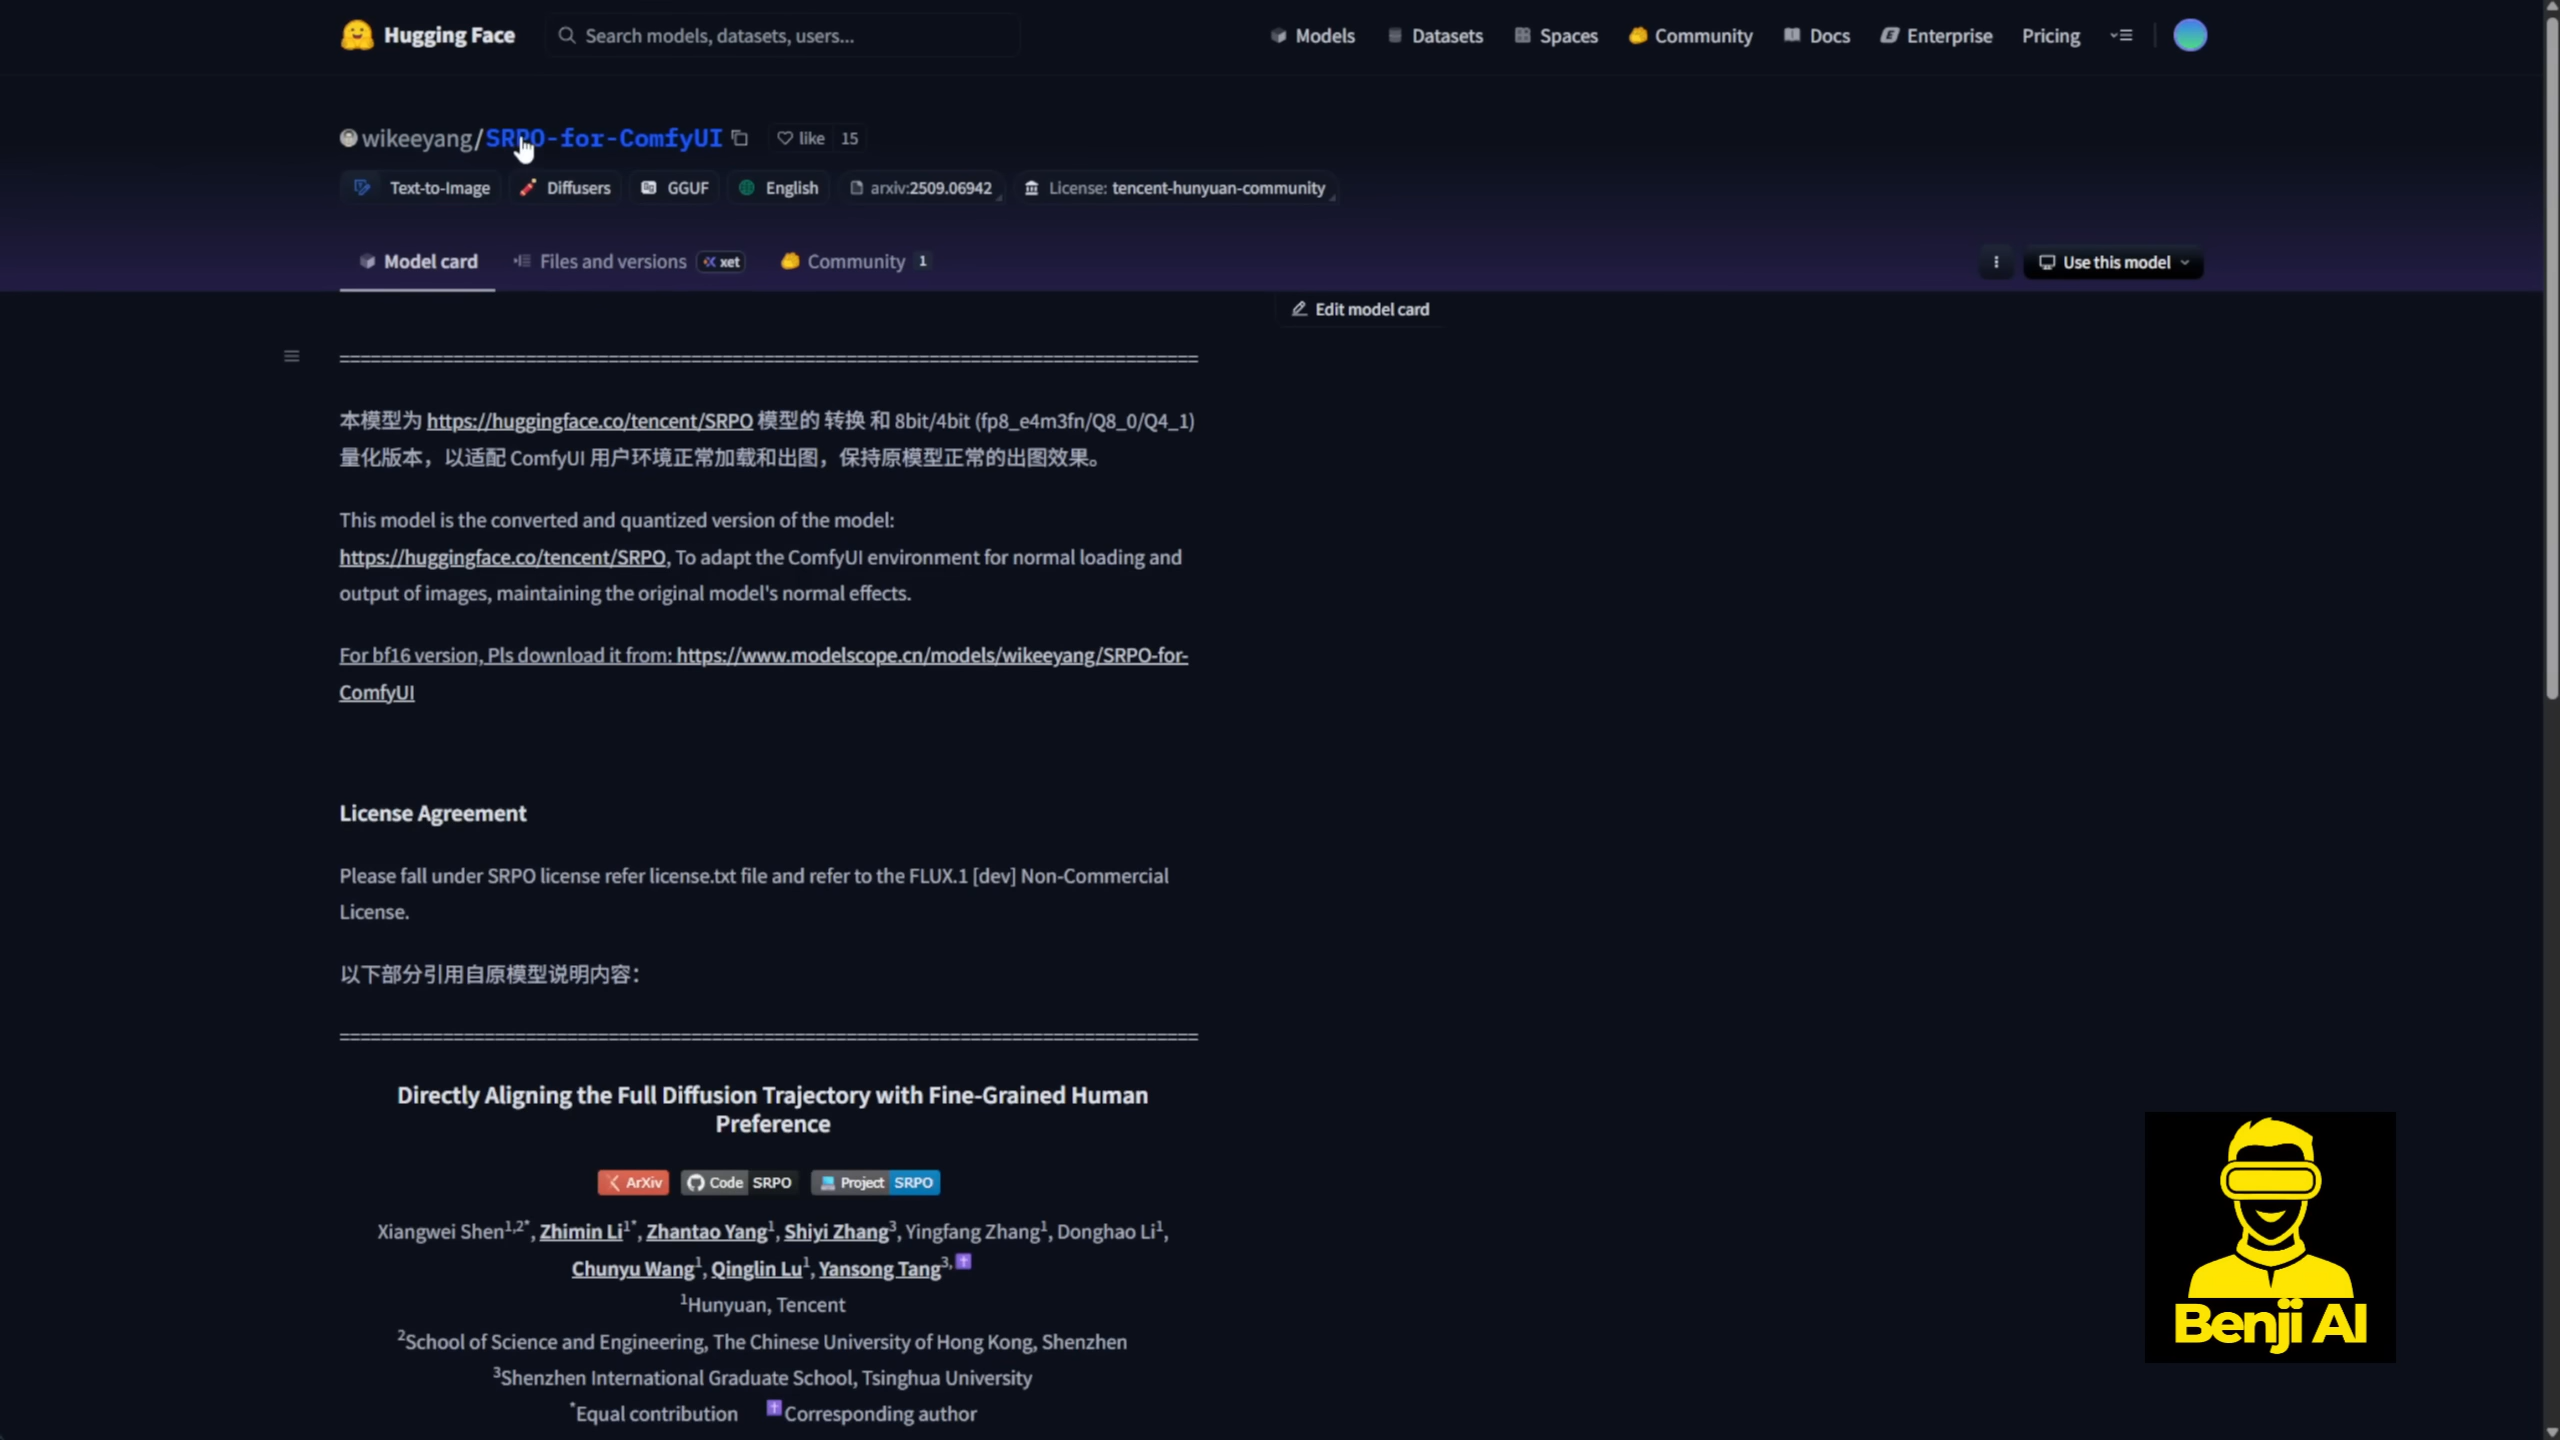 Hugging Face
Search models, datasets, users...
Models
Datasets
Spaces
Community
Docs
Enterprise
Pricing
wikeeyang/SRPO-for-ComfyUI
like 15
Text-to-Image
Diffusers
GGUF
English
arxiv:2509.06942
License: tencent-hunyuan-community
Model card
Files and versions
xet
Community 1
Use this model
Edit model card
==================================================================================
本模型为 https://huggingface.co/tencent/SRPO 模型的 转换 和 8bit/4bit (fp8_e4m3fn/Q8_0/Q4_1)
量化版本，以适配 ComfyUI 用户环境正常加载和出图，保持原模型正常的出图效果。
This model is the converted and quantized version of the model:
https://huggingface.co/tencent/SRPO, To adapt the ComfyUI environment for normal loading and
output of images, maintaining the original model's normal effects.
For bf16 version, Pls download it from: https://www.modelscope.cn/models/wikeeyang/SRPO-for-
ComfyUI
License Agreement
Please fall under SRPO license refer license.txt file and refer to the FLUX.1 [dev] Non-Commercial
License.
以下部分引用自原模型说明内容：
==================================================================================
Directly Aligning the Full Diffusion Trajectory with Fine-Grained Human
Preference
ArXiv
Code SRPO
Project SRPO
Xiangwei Shen1,2*, Zhimin Li1*, Zhantao Yang1, Shiyi Zhang3, Yingfang Zhang1, Donghao Li1,
Chunyu Wang1, Qinglin Lu1, Yansong Tang3,✝
1Hunyuan, Tencent
2School of Science and Engineering, The Chinese University of Hong Kong, Shenzhen
3Shenzhen International Graduate School, Tsinghua University
*Equal contribution ✝Corresponding author
Benji AI